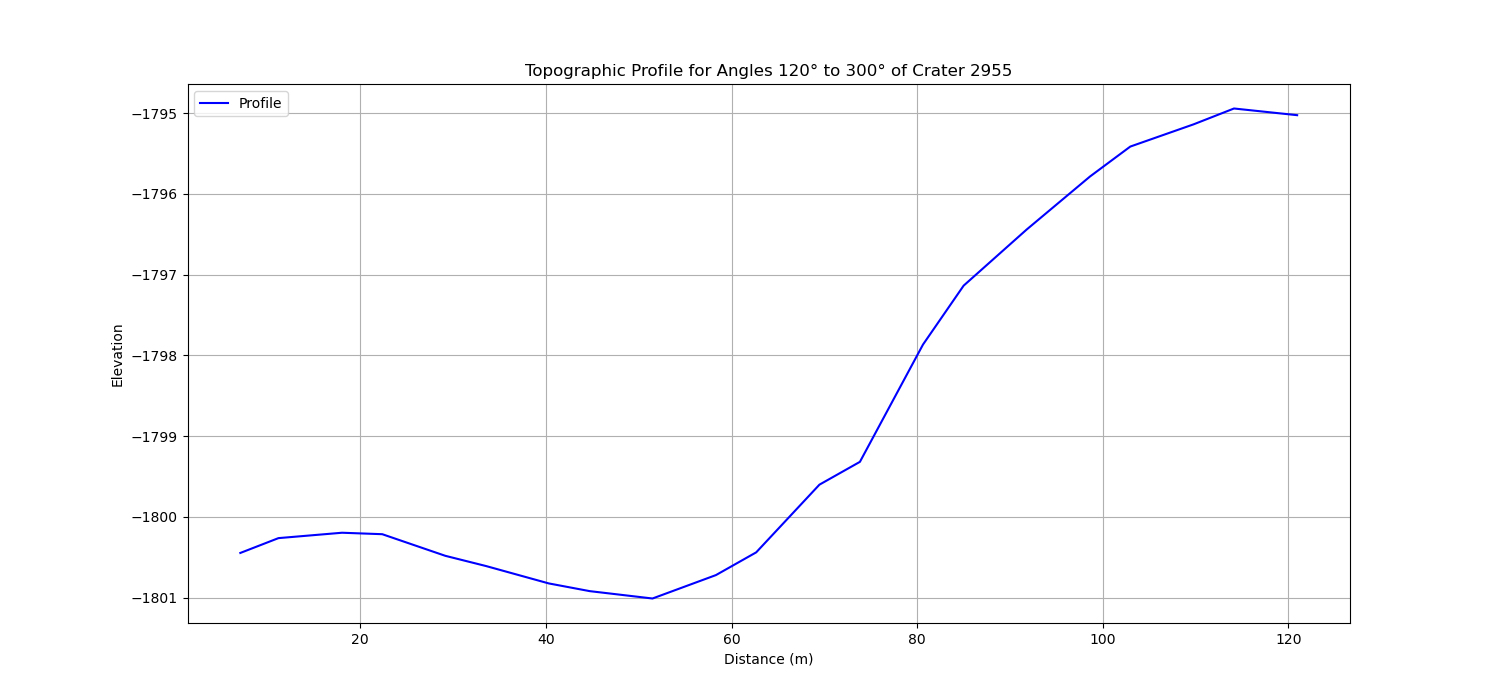 Topographic Profile for Angles 120° to 300° of Crater 2955
Profile
−1795
−1796
−1797
−1798
−1799
−1800
−1801
Elevation
20 40 60 80 100 120
Distance (m)